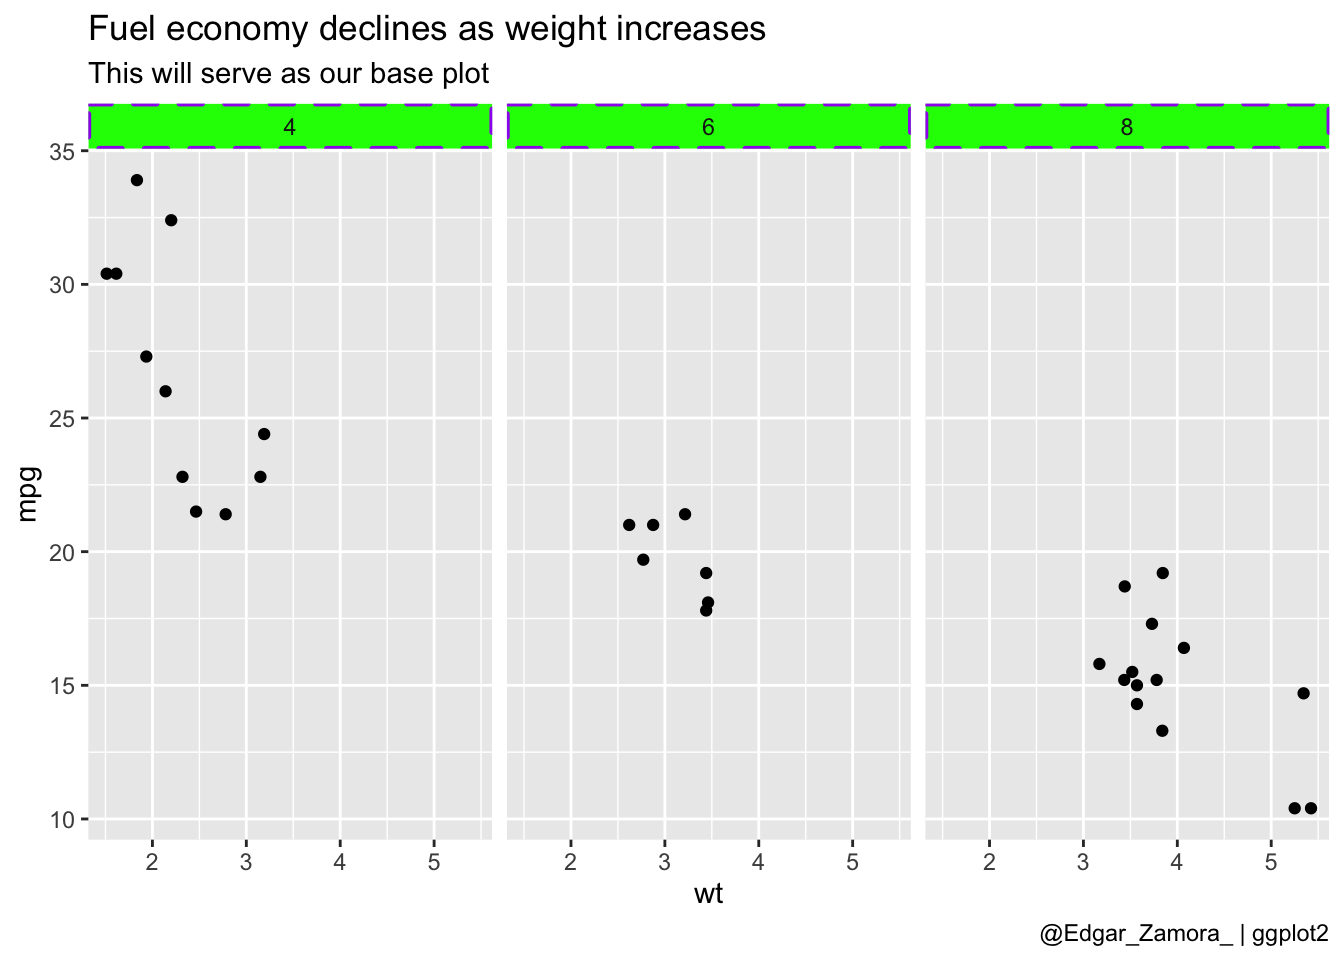 Fuel economy declines as weight increases
This will serve as our base plot
4 6 8
35
30
25
20
15
10
mpg
2 3 4 5 2 3 4 5 2 3 4 5
wt
@Edgar_Zamora_ | ggplot2